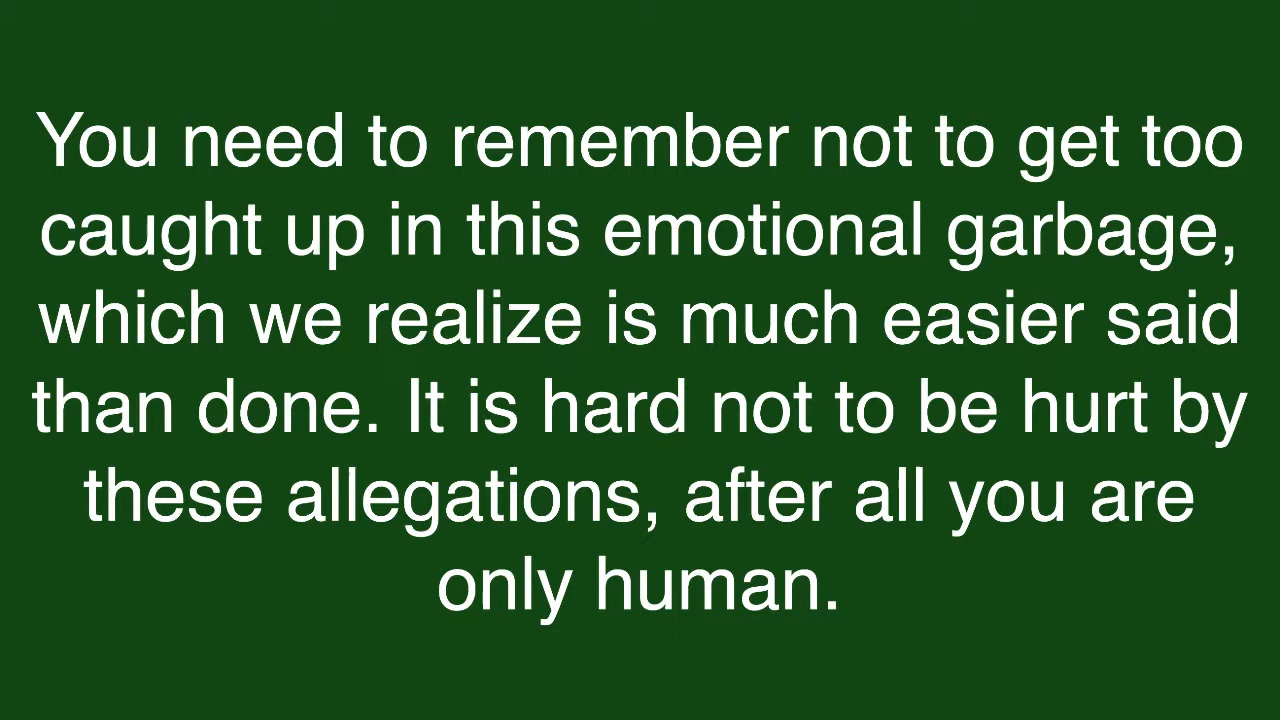 You need to remember not to get too
caught up in this emotional garbage,
which we realize is much easier said
than done. It is hard not to be hurt by
these allegations, after all you are
only human.